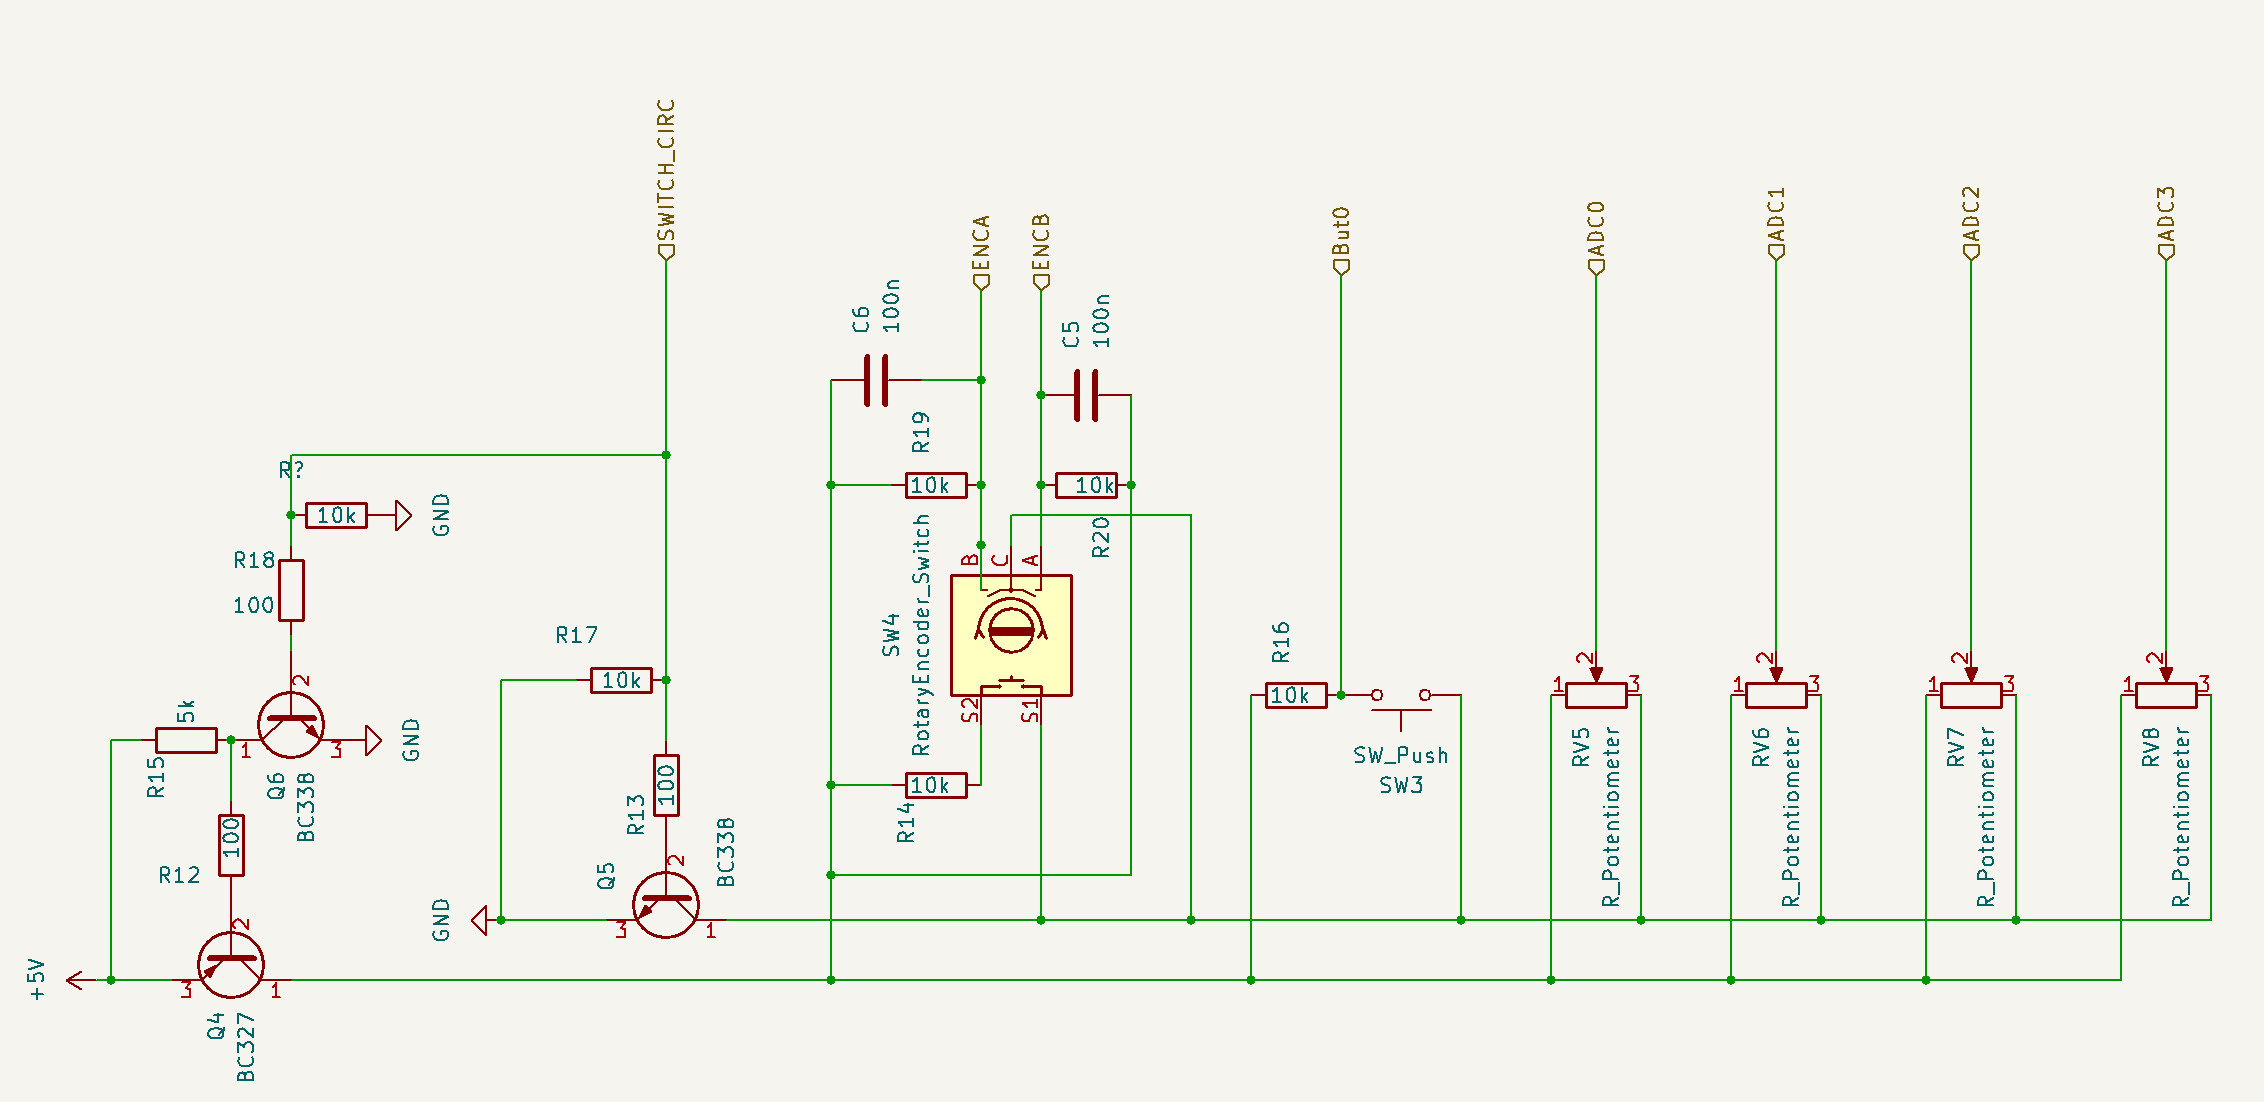 +5V
R15
5k
R12
100
3
Q4
BC327
2
1
1
Q6
BC338
2
3
GND
100
R18
R?
10k
GND
GND
R17
10k
3
Q5
R13
100
2
1
BC338
SWITCH_CIRC
C6
100n
R14
10k
SW4
RotaryEncoder_Switch
10k
R19
S2
B
ENCA
C
S1
A
ENCB
R20
10k
C5
100n
10k
R16
But0
SW_Push
SW3
1
RV5
R_Potentiometer
2
ADC0
3
1
RV6
R_Potentiometer
2
ADC1
3
1
RV7
R_Potentiometer
2
ADC2
3
1
RV8
R_Potentiometer
2
ADC3
3